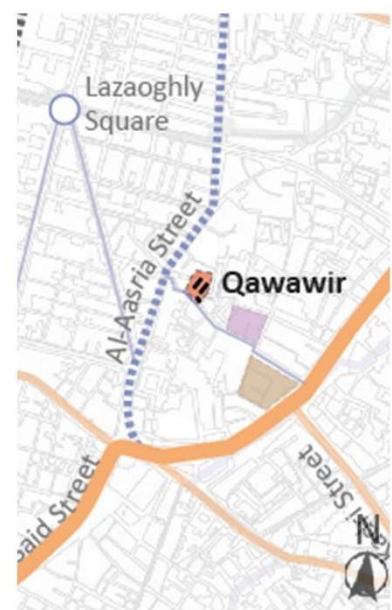 Lazaoghly
Square
Al-Aasria Street
Qawawir
Said Street
Street
N